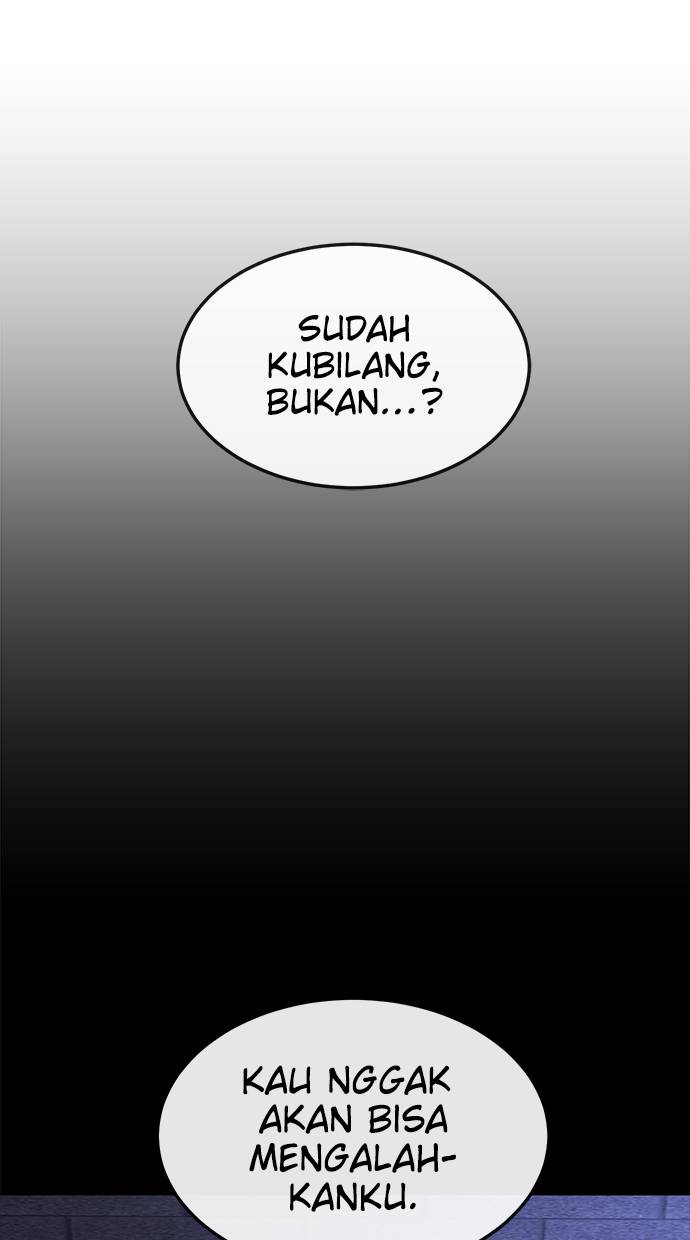 SUDAH
KUBILANG,
BUKAN...?
KAU NGGAK
AKAN BISA
MENGALAH-
KANKU.